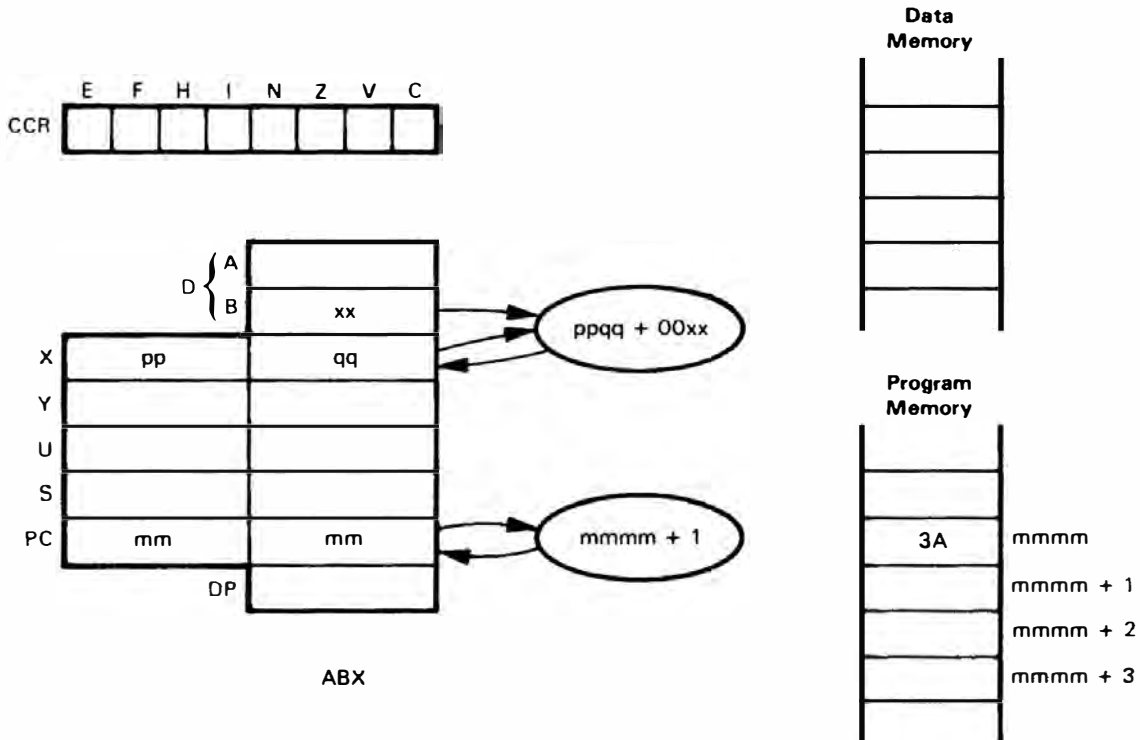 Data
Memory
E F H I N Z V C
CCR
D { A
B xx
ppqq + 00xx
X pp qq
Y
U
S
PC mm mm
mmmm + 1
DP
ABX
Program
Memory
3A mmmm
mmmm + 1
mmmm + 2
mmmm + 3